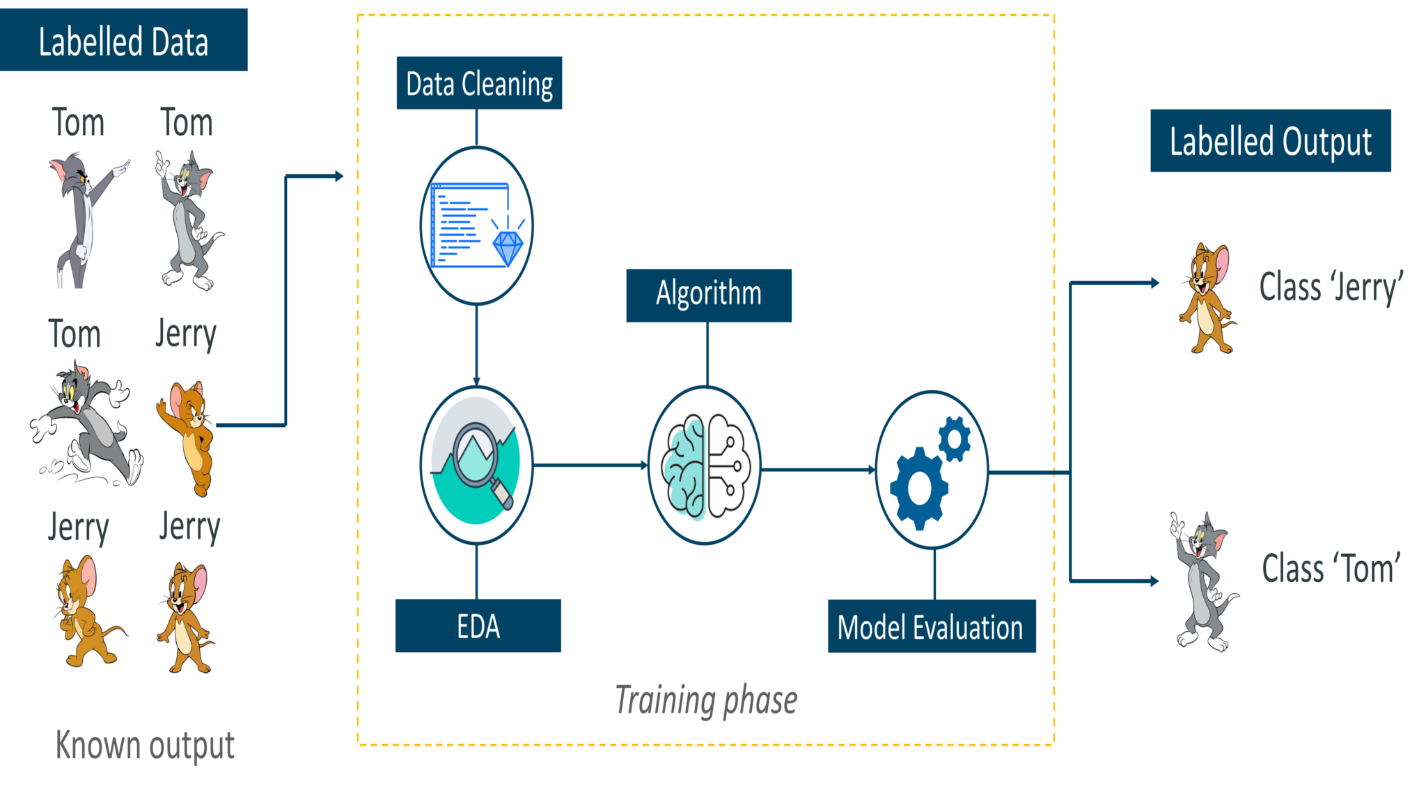 Labelled Data
Tom Tom
Tom Jerry
Jerry Jerry
Known output
Data Cleaning
EDA
Algorithm
Model Evaluation
Training phase
Labelled Output
Class ‘Jerry’
Class ‘Tom’